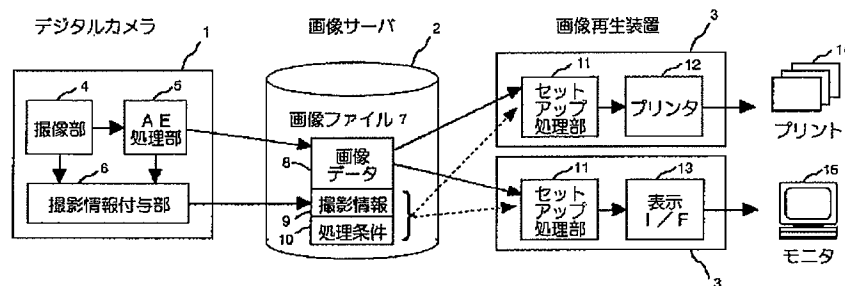 デジタルカメラ
1
4
撮像部
5
AE
処理部
6
撮影情報付与部
画像サーバ
2
画像ファイル 7
8
画像
データ
9
撮影情報
10
処理条件
画像再生装置
3
11
セット
アップ
処理部
12
プリンタ
プリント
11
セット
アップ
処理部
13
表示
I/F
15
モニタ
3